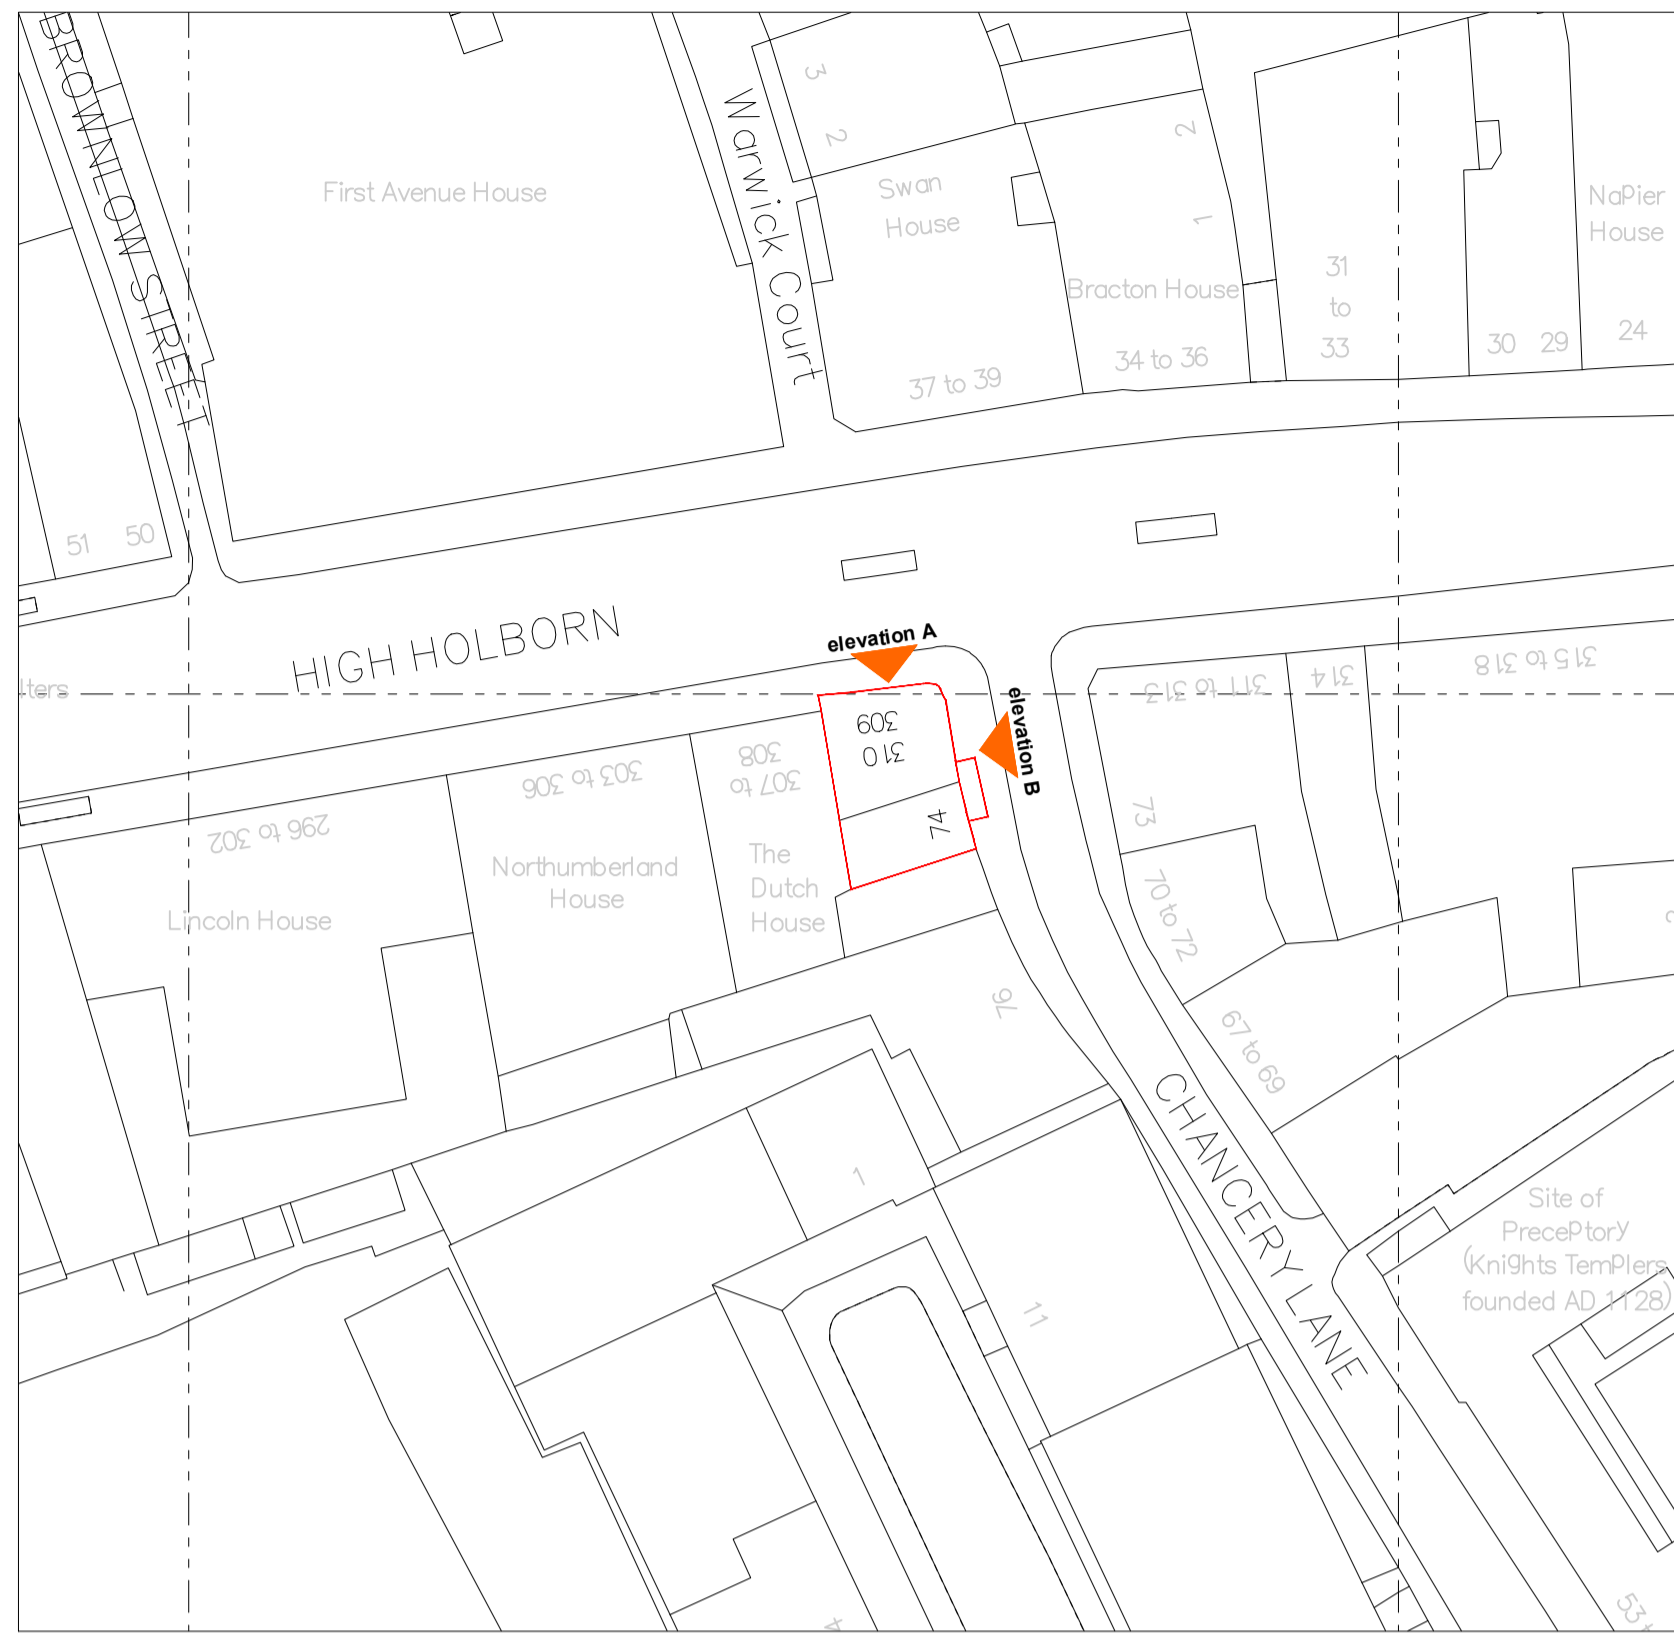 BROWNLOW STREET
First Avenue House
Warwick Court
3
2
Swan
House
37 to 39
2
1
Bracton House
34 to 36
31
to
33
30
29
Napier
House
24
51
50
HIGH HOLBORN
elevation A
elevation B
309
310
74
lters
296 to 302
Lincoln House
303 to 306
Northumberland
House
307 to
308
The
Dutch
House
311 to 313
314
315 to 318
73
70 to 72
67 to 69
76
CHANCERY LANE
1
11
4
Site of
Preceptory
(Knights Templers
founded AD 1128)